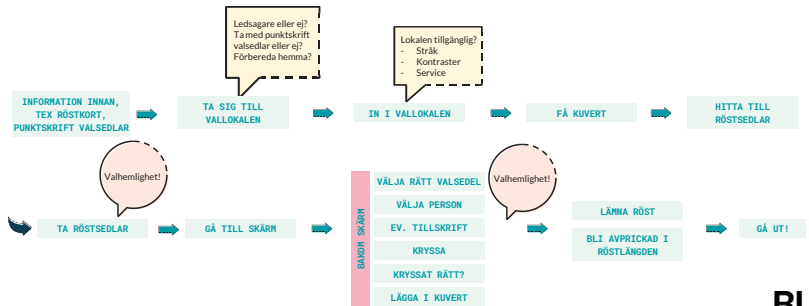 Ledsagare eller ej?
Ta med punktskrift
valsedlar eller ej?
Förbereda hemma?
Lokalen tillgänglig?
- Stråk
- Kontraster
- Service
INFORMATION INNAN,
TEX RÖSTKORT,
PUNKTSKRIFT VALSEDLAR
TA SIG TILL
VALLOKALEN
IN I VALLOKALEN
FÅ KUVERT
HITTA TILL
RÖSTSEDLAR
Valhemlighet!
Valhemlighet!
TA RÖSTSEDLAR
GÅ TILL SKÄRM
BAKOM SKÄRM
VÄLJA RÄTT VALSEDEL
VÄLJA PERSON
EV. TILLSKRIFT
KRYSSA
KRYSSAT RÄTT?
LÄGGA I KUVERT
LÄMNA RÖST
BLI AVPRICKAD I
RÖSTLÄNGDEN
GÅ UT!